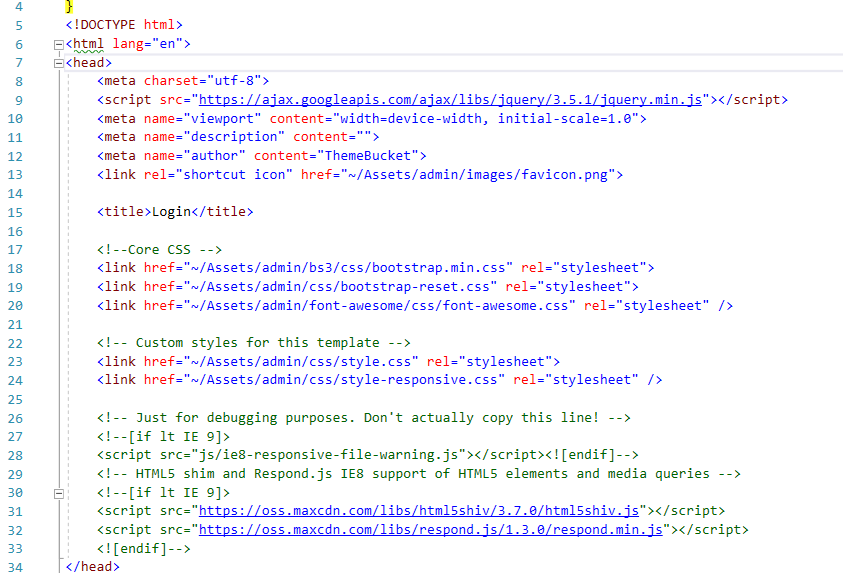 4 }
5 <!DOCTYPE html>
6 <html lang="en">
7 <head>
8 <meta charset="utf-8">
9 <script src="https://ajax.googleapis.com/ajax/libs/jquery/3.5.1/jquery.min.js"></script>
10 <meta name="viewport" content="width=device-width, initial-scale=1.0">
11 <meta name="description" content="">
12 <meta name="author" content="ThemeBucket">
13 <link rel="shortcut icon" href="~/Assets/admin/images/favicon.png">
14
15 <title>Login</title>
16
17 <!--Core CSS -->
18 <link href="~/Assets/admin/bs3/css/bootstrap.min.css" rel="stylesheet">
19 <link href="~/Assets/admin/css/bootstrap-reset.css" rel="stylesheet">
20 <link href="~/Assets/admin/font-awesome/css/font-awesome.css" rel="stylesheet" />
21
22 <!-- Custom styles for this template -->
23 <link href="~/Assets/admin/css/style.css" rel="stylesheet">
24 <link href="~/Assets/admin/css/style-responsive.css" rel="stylesheet" />
25
26 <!-- Just for debugging purposes. Don't actually copy this line! -->
27 <!--[if lt IE 9]>
28 <script src="js/ie8-responsive-file-warning.js"></script><![endif]-->
29 <!-- HTML5 shim and Respond.js IE8 support of HTML5 elements and media queries -->
30 <!--[if lt IE 9]>
31 <script src="https://oss.maxcdn.com/libs/html5shiv/3.7.0/html5shiv.js"></script>
32 <script src="https://oss.maxcdn.com/libs/respond.js/1.3.0/respond.min.js"></script>
33 <![endif]-->
34 </head>